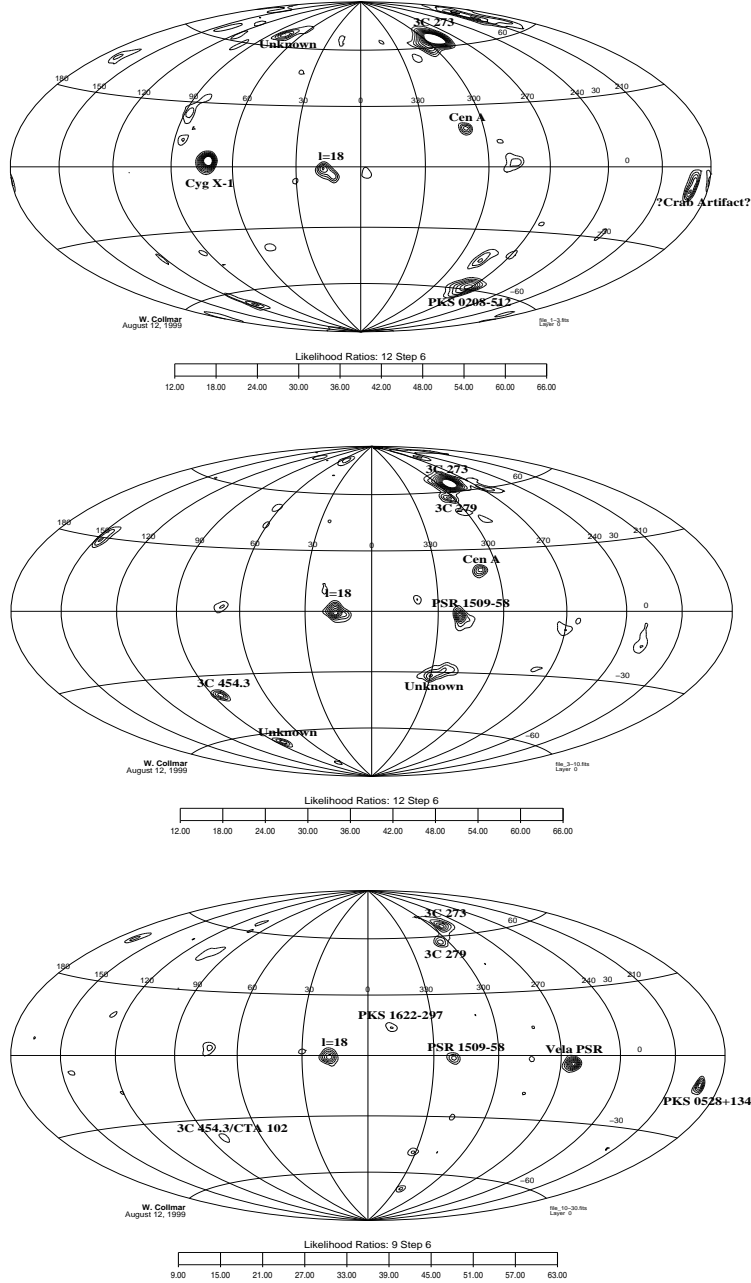 3C 273
Unknown
60
180
150
120
90
60
30
0
330
300
270
240
30
210
Cen A
l=18
0
Cyg X-1
?Crab Artifact?
PKS 0208-512
−60
W. Collmar
August 12, 1999
file_1−3.fits
Layer 0
Likelihood Ratios: 12 Step 6
12.00 18.00 24.00 30.00 36.00 42.00 48.00 54.00 60.00 66.00
3C 273
60
3C 279
180
150
120
90
60
30
0
330
300
270
240
30
210
Cen A
l=18
PSR 1509-58
0
−30
3C 454.3
Unknown
Unknown
−60
W. Collmar
August 12, 1999
file_3−10.fits
Layer 0
Likelihood Ratios: 12 Step 6
12.00 18.00 24.00 30.00 36.00 42.00 48.00 54.00 60.00 66.00
3C 273
60
3C 279
180
150
120
90
60
30
0
330
300
270
240
30
210
PKS 1622-297
l=18
PSR 1509-58
Vela PSR
0
PKS 0528+134
3C 454.3/CTA 102
−30
−60
W. Collmar
August 12, 1999
file_10−30.fits
Layer 0
Likelihood Ratios: 9 Step 6
9.00 15.00 21.00 27.00 33.00 39.00 45.00 51.00 57.00 63.00